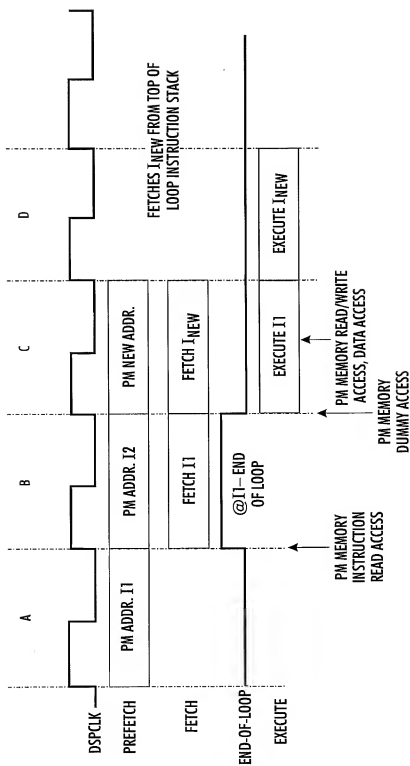 A
B
C
D
DSPCLK
PREFETCH
PM ADDR. I1
PM ADDR. I2
PM NEW ADDR.
FETCHES INEW FROM TOP OF
LOOP INSTRUCTION STACK
FETCH
FETCH I1
FETCH INEW
END-OF-LOOP
@I1– END
OF LOOP
EXECUTE
EXECUTE I1
EXECUTE INEW
PM MEMORY
INSTRUCTION
READ ACCESS
PM MEMORY
DUMMY ACCESS
PM MEMORY READ/WRITE
ACCESS, DATA ACCESS